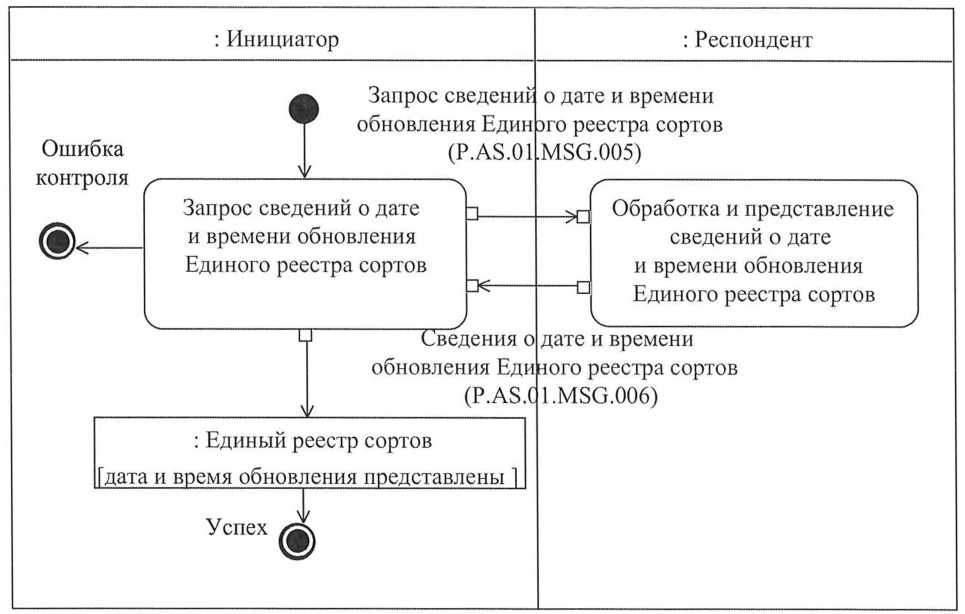 : Инициатор
: Респондент
Запрос сведений о дате и времени
обновления Единого реестра сортов
(P.AS.01.MSG.005)
Ошибка
контроля
Запрос сведений о дате
и времени обновления
Единого реестра сортов
Обработка и представление
сведений о дате
и времени обновления
Единого реестра сортов
Сведения о дате и времени
обновления Единого реестра сортов
(P.AS.01.MSG.006)
: Единый реестр сортов
[дата и время обновления представлены ]
Успех